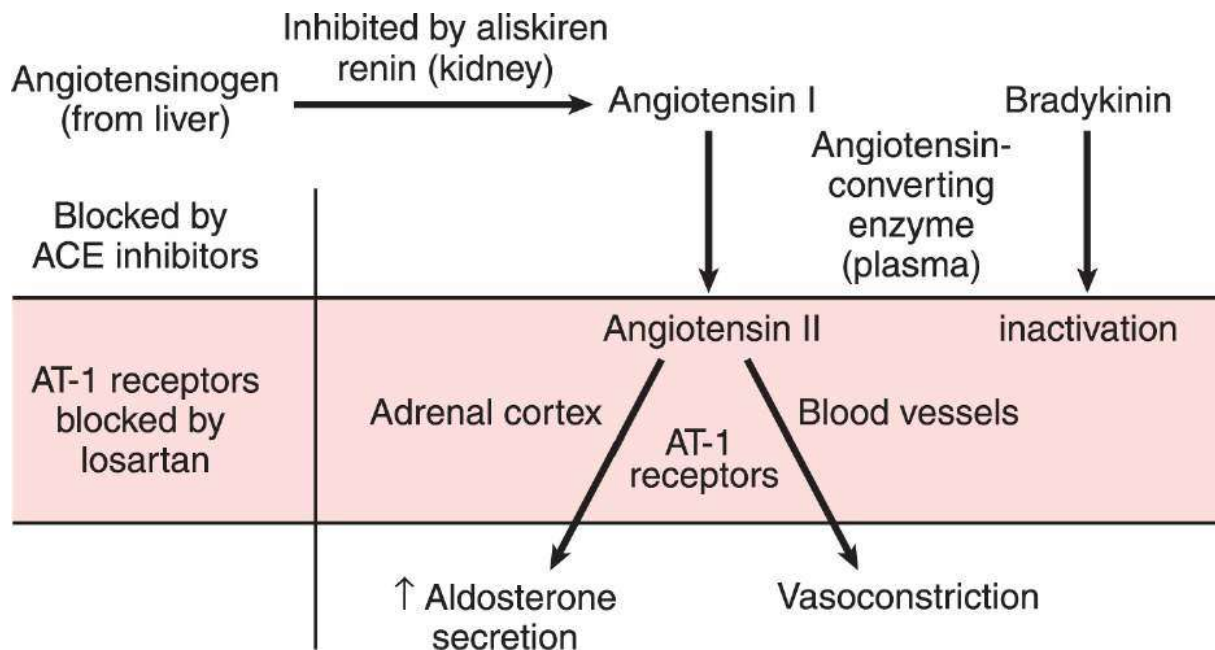 Inhibited by aliskiren
renin (kidney)
Angiotensinogen
(from liver)
Angiotensin I
Bradykinin
Angiotensin-
converting
enzyme
(plasma)
Blocked by
ACE inhibitors
Angiotensin II
inactivation
AT-1 receptors
blocked by
losartan
Adrenal cortex
Blood vessels
AT-1
receptors
↑ Aldosterone
secretion
Vasoconstriction